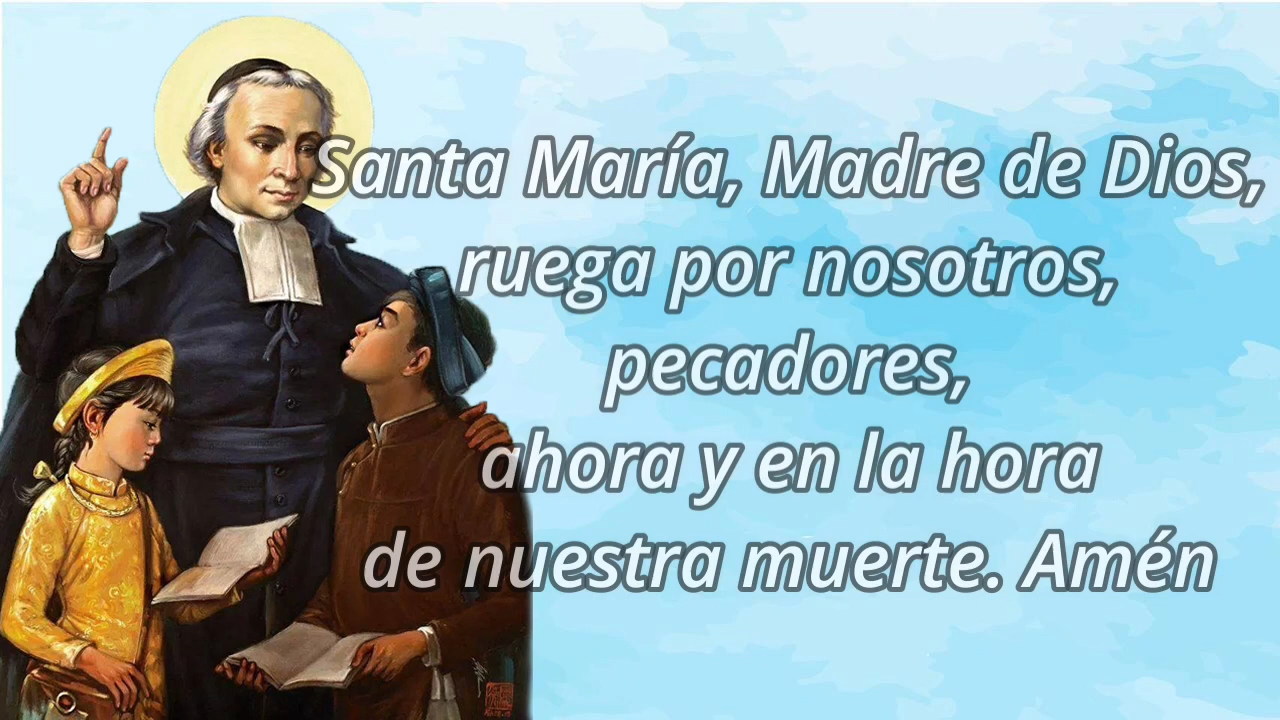 Santa María, Madre de Dios,
ruega por nosotros,
pecadores,
ahora y en la hora
de nuestra muerte. Amén